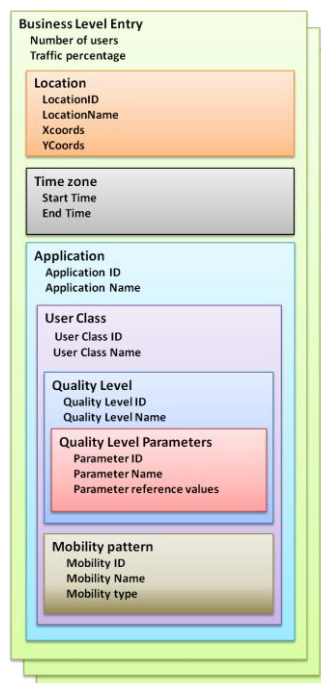 Business Level Entry
Number of users
Traffic percentage
Location
LocationID
LocationName
Xcoords
YCoords
Time zone
Start Time
End Time
Application
Application ID
Application Name
User Class
User Class ID
User Class Name
Quality Level
Quality Level ID
Quality Level Name
Quality Level Parameters
Parameter ID
Parameter Name
Parameter reference values
Mobility pattern
Mobility ID
Mobility Name
Mobility type